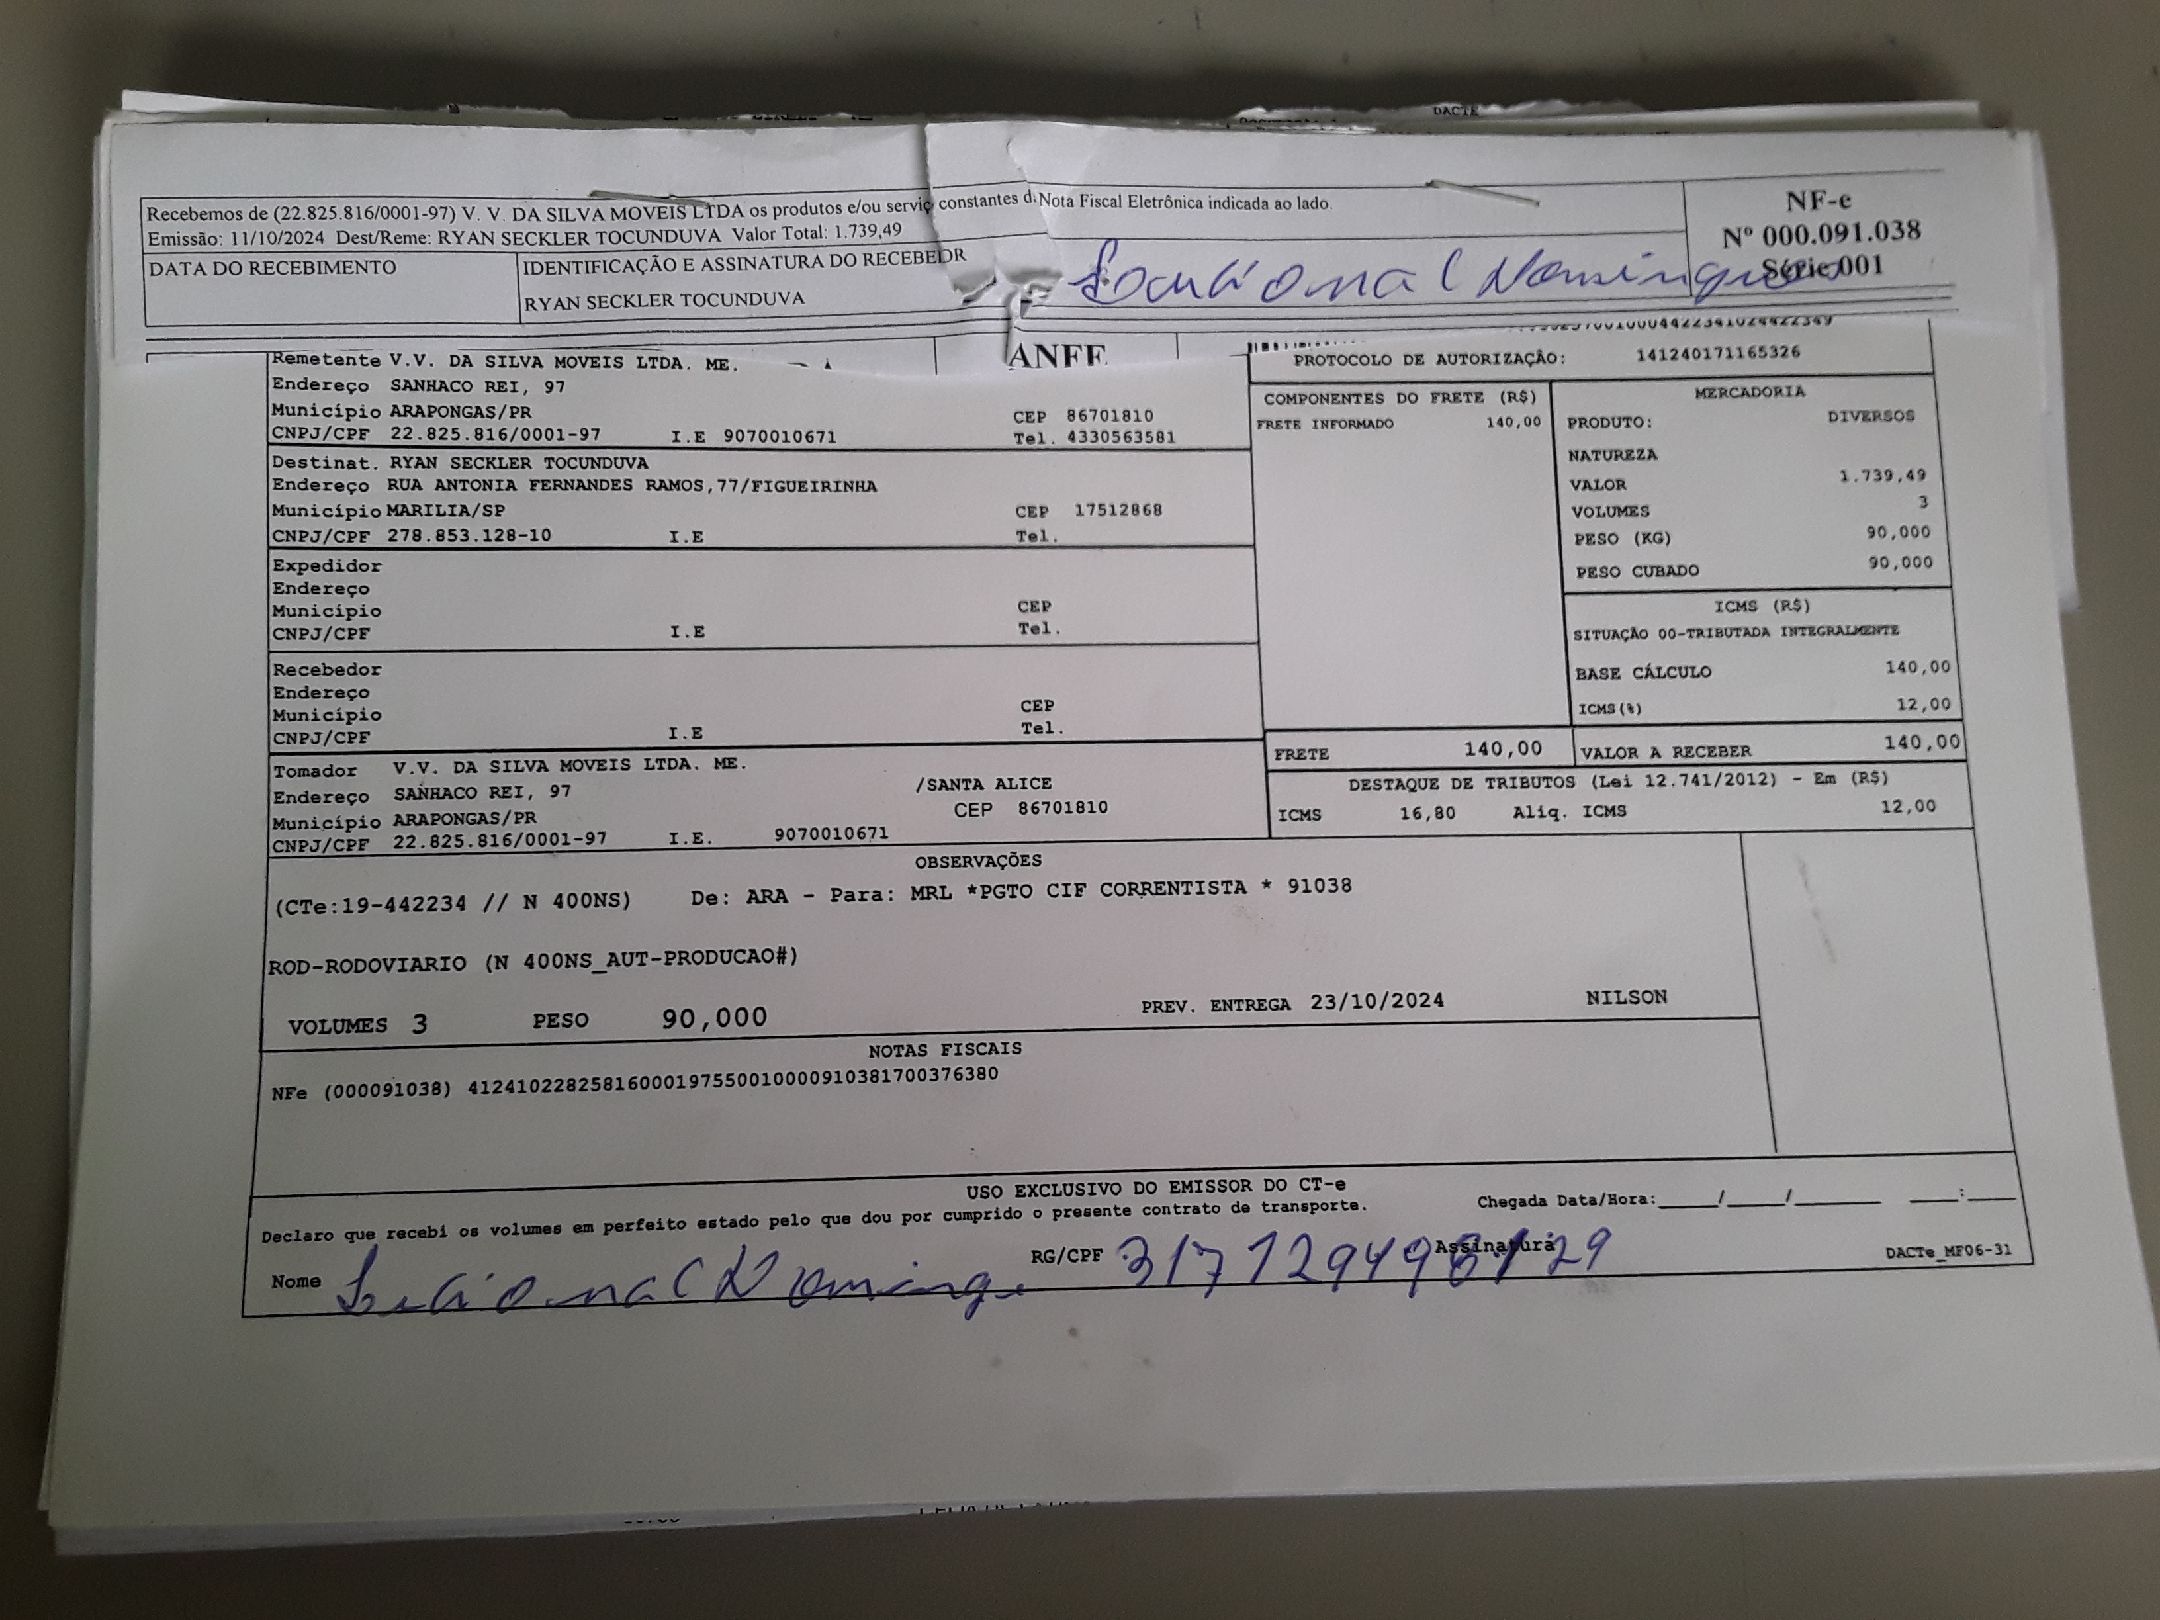 DACTE
Recebemos de (22.825.816/0001-97) V. V. DA SILVA MOVEIS LTDA os produtos e/ou serviç constantes d Nota Fiscal Eletrônica indicada ao lado.
Emissão: 11/10/2024 Dest/Reme: RYAN SECKLER TOCUNDUVA Valor Total: 1.739,49
NF-e
Nº 000.091.038
Série 001
DATA DO RECEBIMENTO
IDENTIFICAÇÃO E ASSINATURA DO RECEBEDOR
RYAN SECKLER TOCUNDUVA
ANFE
Remetente V.V. DA SILVA MOVEIS LTDA. ME.
Endereço SANHACO REI, 97
Município ARAPONGAS/PR CEP 86701810
CNPJ/CPF 22.825.816/0001-97 I.E 9070010671 Tel. 4330563581
PROTOCOLO DE AUTORIZAÇÃO: 141240171165326
Destinat. RYAN SECKLER TOCUNDUVA
Endereço RUA ANTONIA FERNANDES RAMOS,77/FIGUEIRINHA
Município MARILIA/SP CEP 17512868
CNPJ/CPF 278.853.128-10 I.E Tel.
Expedidor
Endereço
Município CEP
CNPJ/CPF I.E Tel.
Recebedor
Endereço
Município CEP
CNPJ/CPF I.E Tel.
Tomador V.V. DA SILVA MOVEIS LTDA. ME.
Endereço SANHACO REI, 97 /SANTA ALICE
Município ARAPONGAS/PR CEP 86701810
CNPJ/CPF 22.825.816/0001-97 I.E. 9070010671
COMPONENTES DO FRETE (R$)
FRETE INFORMADO 140,00
MERCADORIA
PRODUTO: DIVERSOS
NATUREZA
VALOR 1.739,49
VOLUMES 3
PESO (KG) 90,000
PESO CUBADO 90,000
ICMS (R$)
SITUAÇÃO 00-TRIBUTADA INTEGRALMENTE
BASE CÁLCULO 140,00
ICMS(%) 12,00
FRETE 140,00 VALOR A RECEBER 140,00
DESTAQUE DE TRIBUTOS (Lei 12.741/2012) - Em (R$)
ICMS 16,80 Aliq. ICMS 12,00
OBSERVAÇÕES
(CTe:19-442234 // N 400NS) De: ARA - Para: MRL *PGTO CIF CORRENTISTA * 91038
ROD-RODOVIARIO (N 400NS_AUT-PRODUCAO#)
VOLUMES 3 PESO 90,000 PREV. ENTREGA 23/10/2024 NILSON
NOTAS FISCAIS
NFe (000091038) 41241022825816000197550010000910381700376380
USO EXCLUSIVO DO EMISSOR DO CT-e
Declaro que recebi os volumes em perfeito estado pelo que dou por cumprido o presente contrato de transporte.
Chegada Data/Hora:____/____/______ ____:____
Nome RG/CPF Assinatura
DACTe_MF06-31